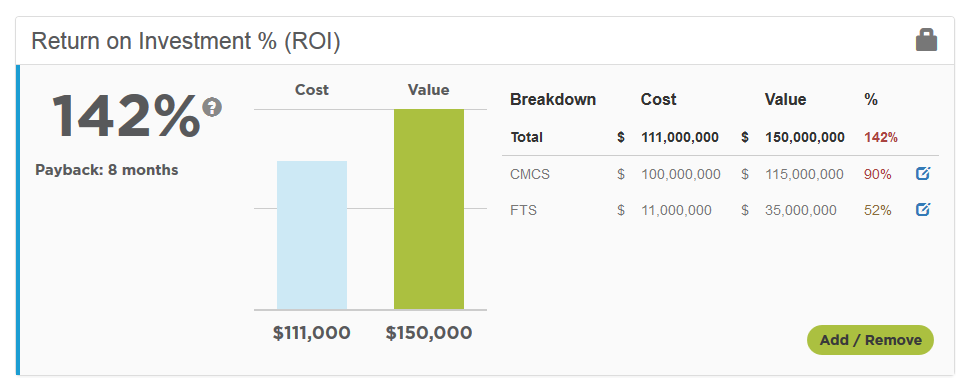 Return on Investment % (ROI)
142%?
Payback: 8 months
Cost Value
$111,000 $150,000
Breakdown Cost Value %
Total $ 111,000,000 $ 150,000,000 142%
CMCS $ 100,000,000 $ 115,000,000 90%
FTS $ 11,000,000 $ 35,000,000 52%
Add / Remove